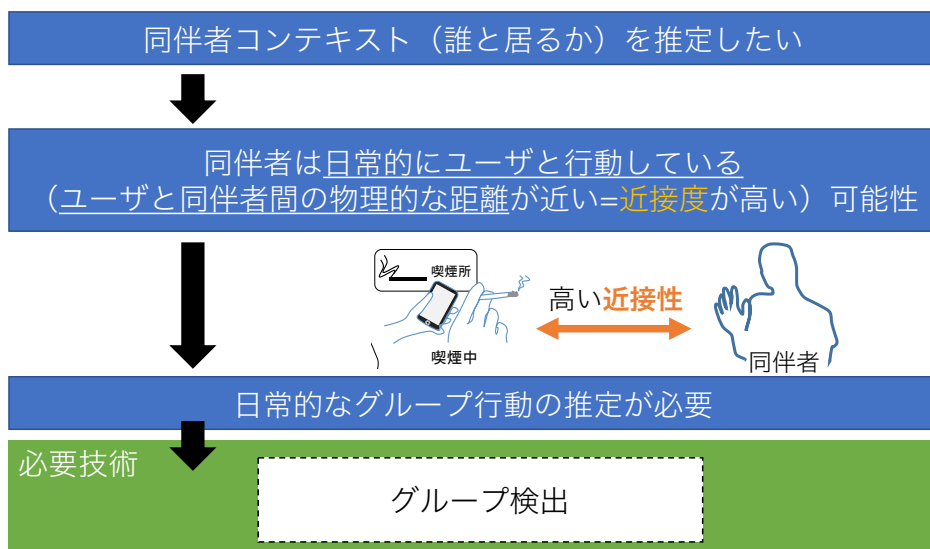 同伴者コンテキスト（誰と居るか）を推定したい
同伴者は日常的にユーザと行動している
（ユーザと同伴者間の物理的な距離が近い=近接度が高い）可能性
喫煙所
高い近接性
喫煙中
同伴者
日常的なグループ行動の推定が必要
必要技術
グループ検出